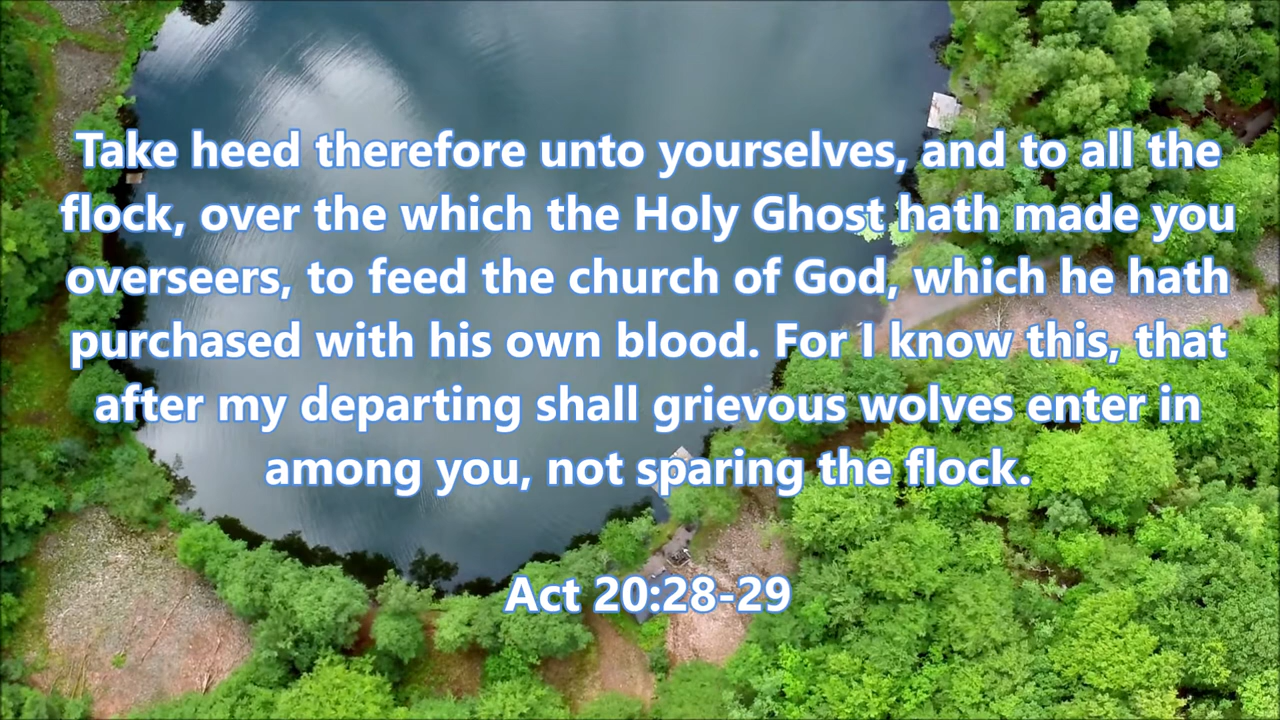 Take heed therefore unto yourselves, and to all the
flock, over the which the Holy Ghost hath made you
overseers, to feed the church of God, which he hath
purchased with his own blood. For I know this, that
after my departing shall grievous wolves enter in
among you, not sparing the flock.
Act 20:28-29